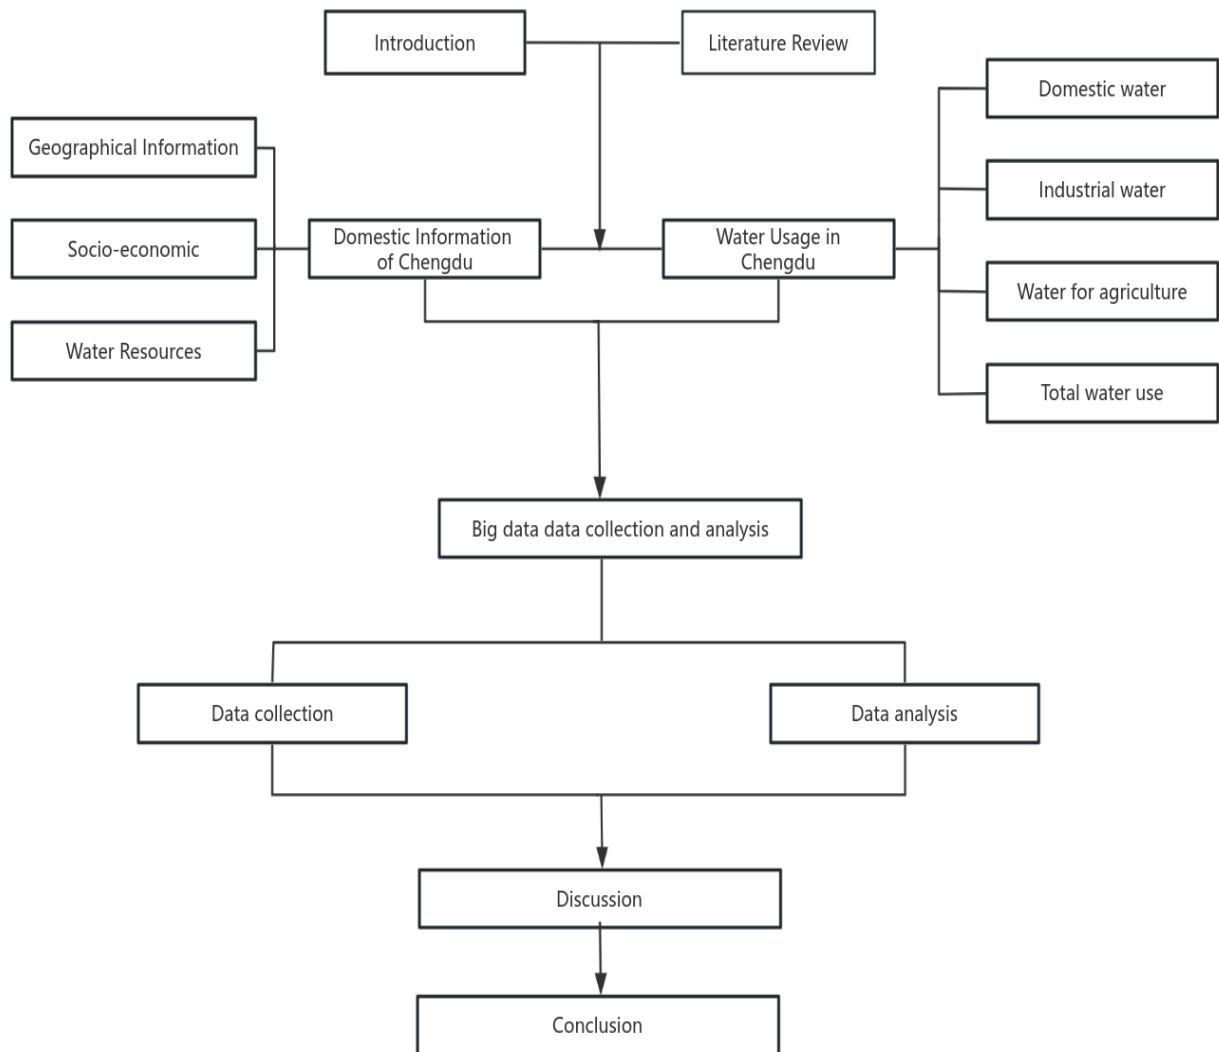 Introduction
Literature Review
Domestic water
Geographical Information
Industrial water
Socio-economic
Domestic Information
of Chengdu
Water Usage in
Chengdu
Water for agriculture
Water Resources
Total water use
Big data data collection and analysis
Data collection
Data analysis
Discussion
Conclusion